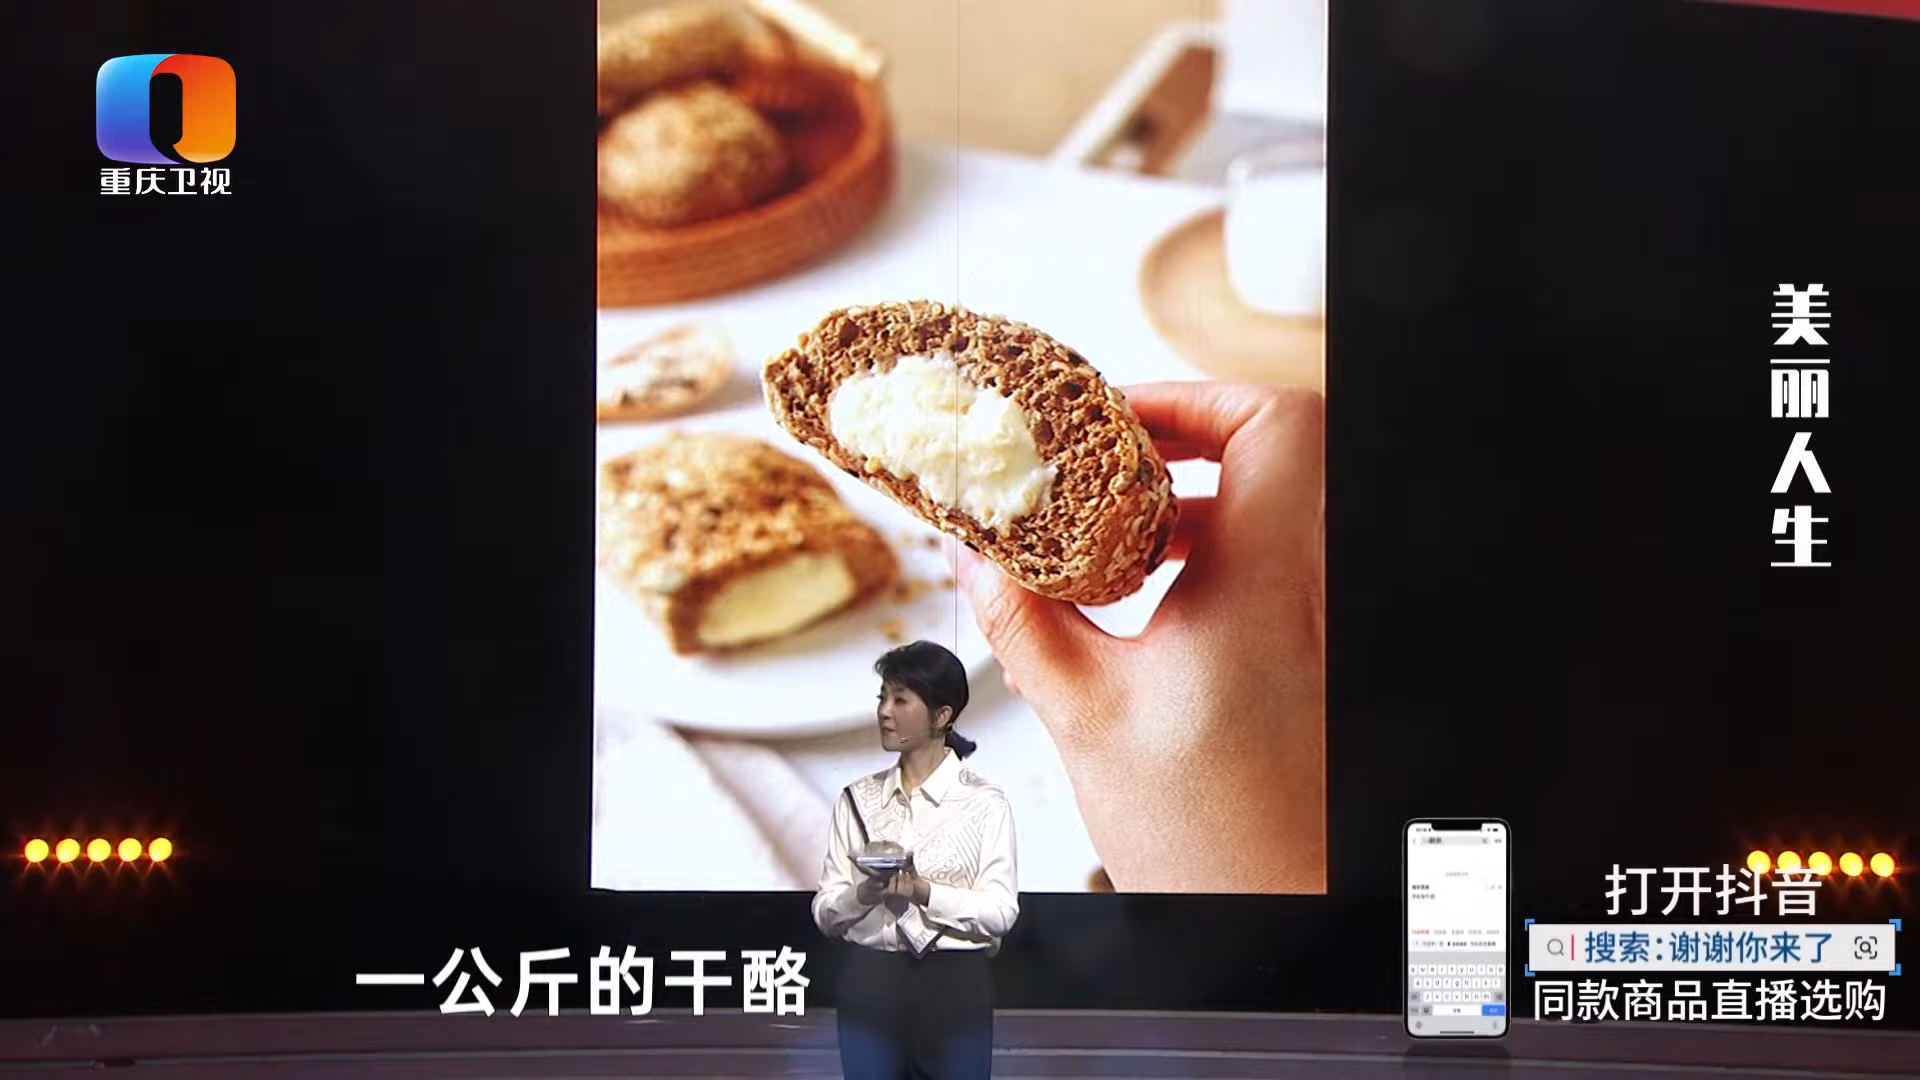 重庆卫视
美丽人生
一公斤的干酪
打开抖音
搜索:谢谢你来了
同款商品直播选购